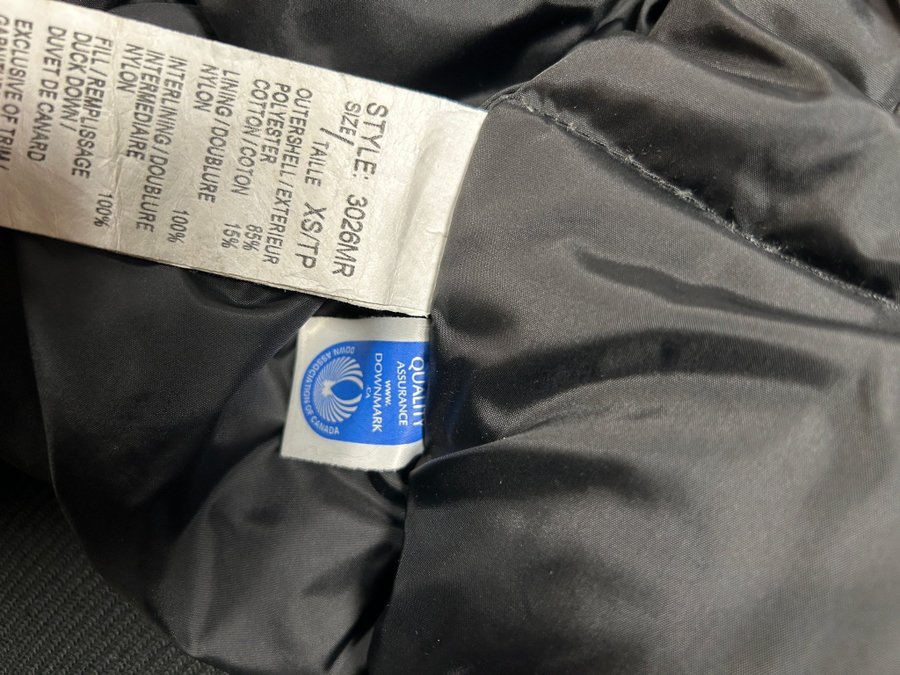 STYLE: 3026MR
SIZE/
TAILLE XS/TP
OUTERSHELL/EXTERIEUR
POLYESTER 85%
COTTON/COTON 15%
LINING/DOUBLURE
NYLON 100%
INTERLINING/DOUBLURE
INTERMEDIAIRE
NYLON 100%
FILL/REMPLISSAGE
DUCK DOWN/
DUVET DE CANARD 100%
EXCLUSIVE OF TRIM
QUALITY
ASSURANCE
www.
DOWNMARK
.CA
DOWN ASSOCIATION OF CANADA